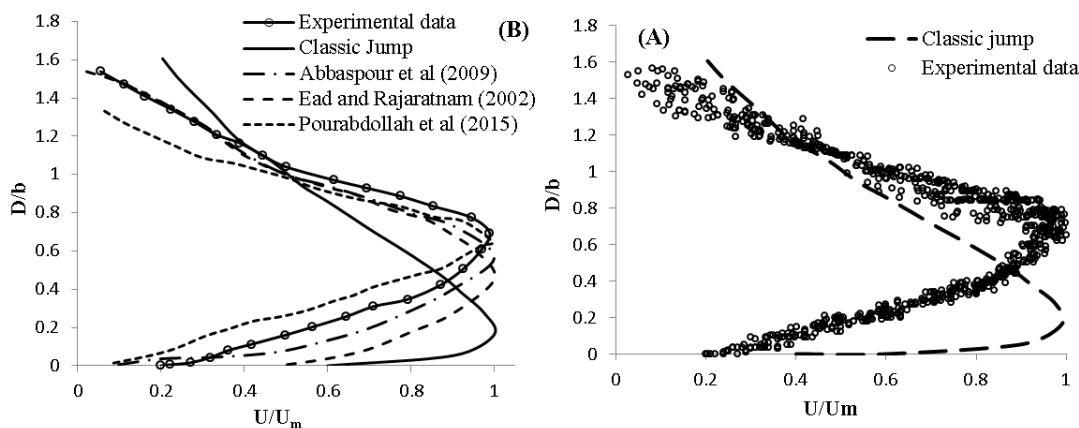 (B)
Experimental data
Classic Jump
Abbaspour et al (2009)
Ead and Rajaratnam (2002)
Pourabdollah et al (2015)
D/b
1.8
1.6
1.4
1.2
1
0.8
0.6
0.4
0.2
0
0 0.2 0.4 0.6 0.8 1
U/Um
(A)
Classic jump
Experimental data
D/b
1.8
1.6
1.4
1.2
1
0.8
0.6
0.4
0.2
0
0 0.2 0.4 0.6 0.8 1
U/Um